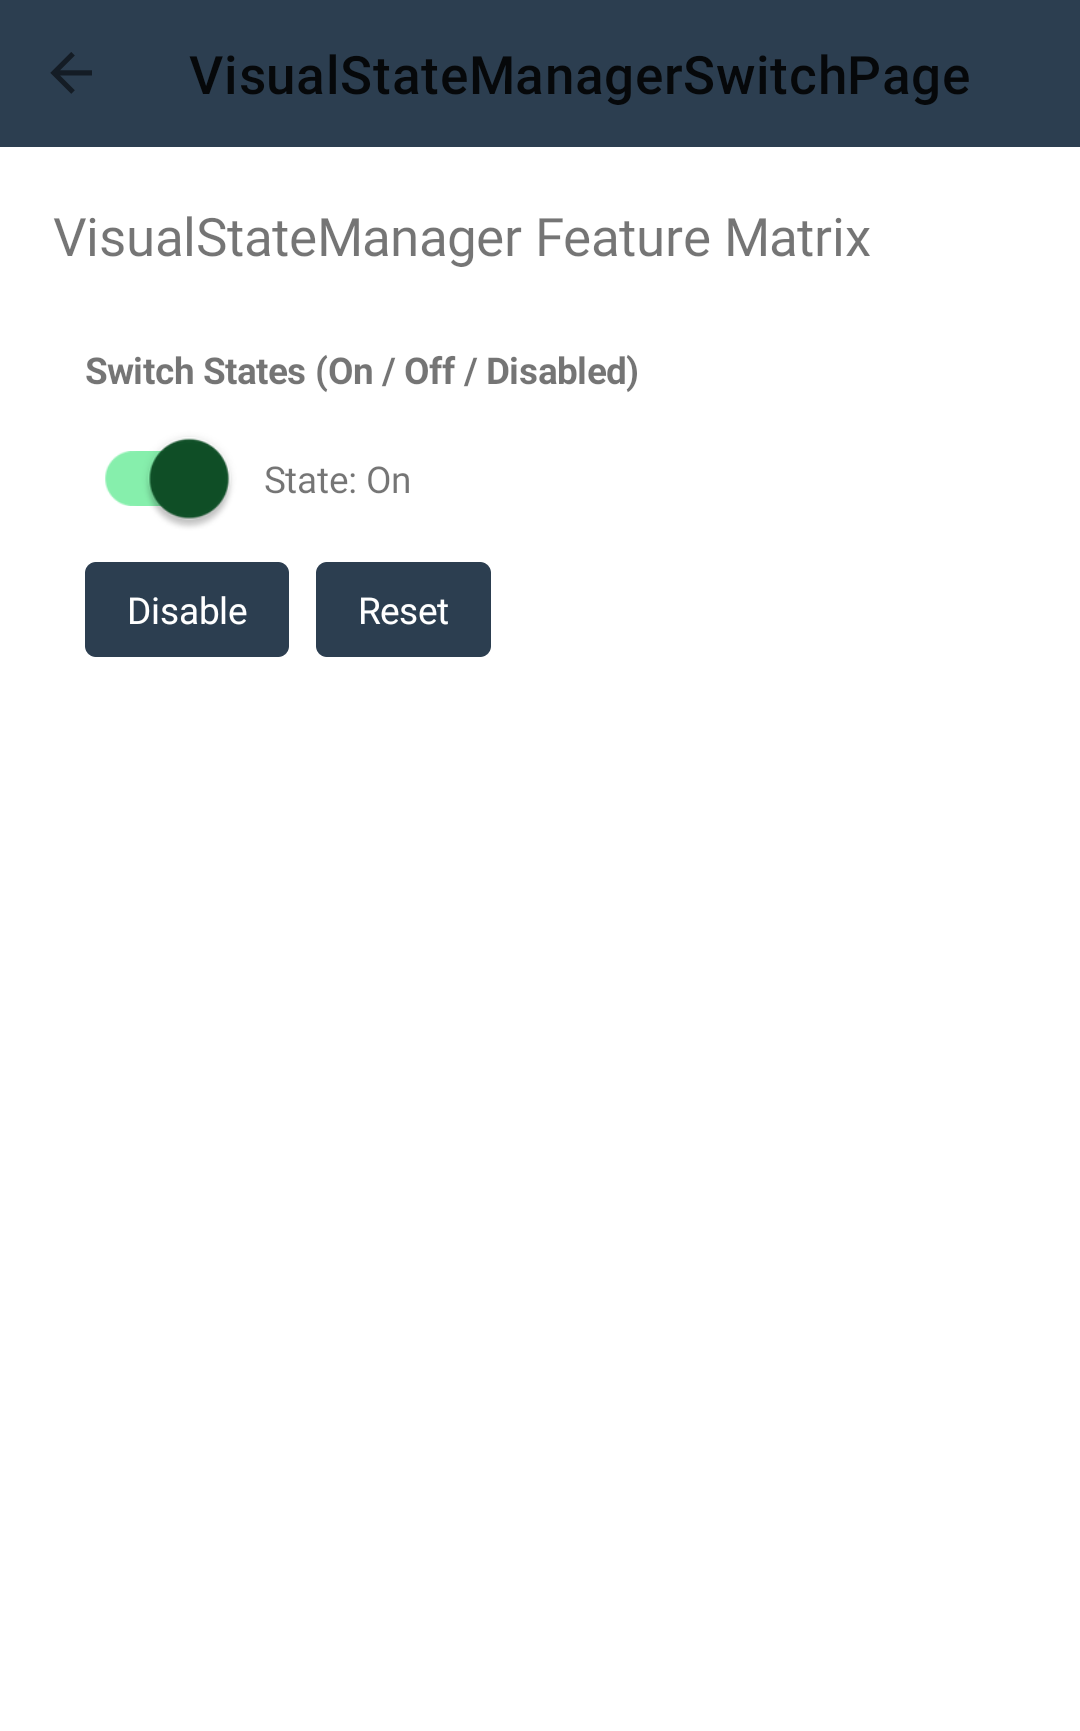 VisualStateManagerSwitchPage
VisualStateManager Feature Matrix
Switch States (On / Off / Disabled)
State: On
Disable
Reset